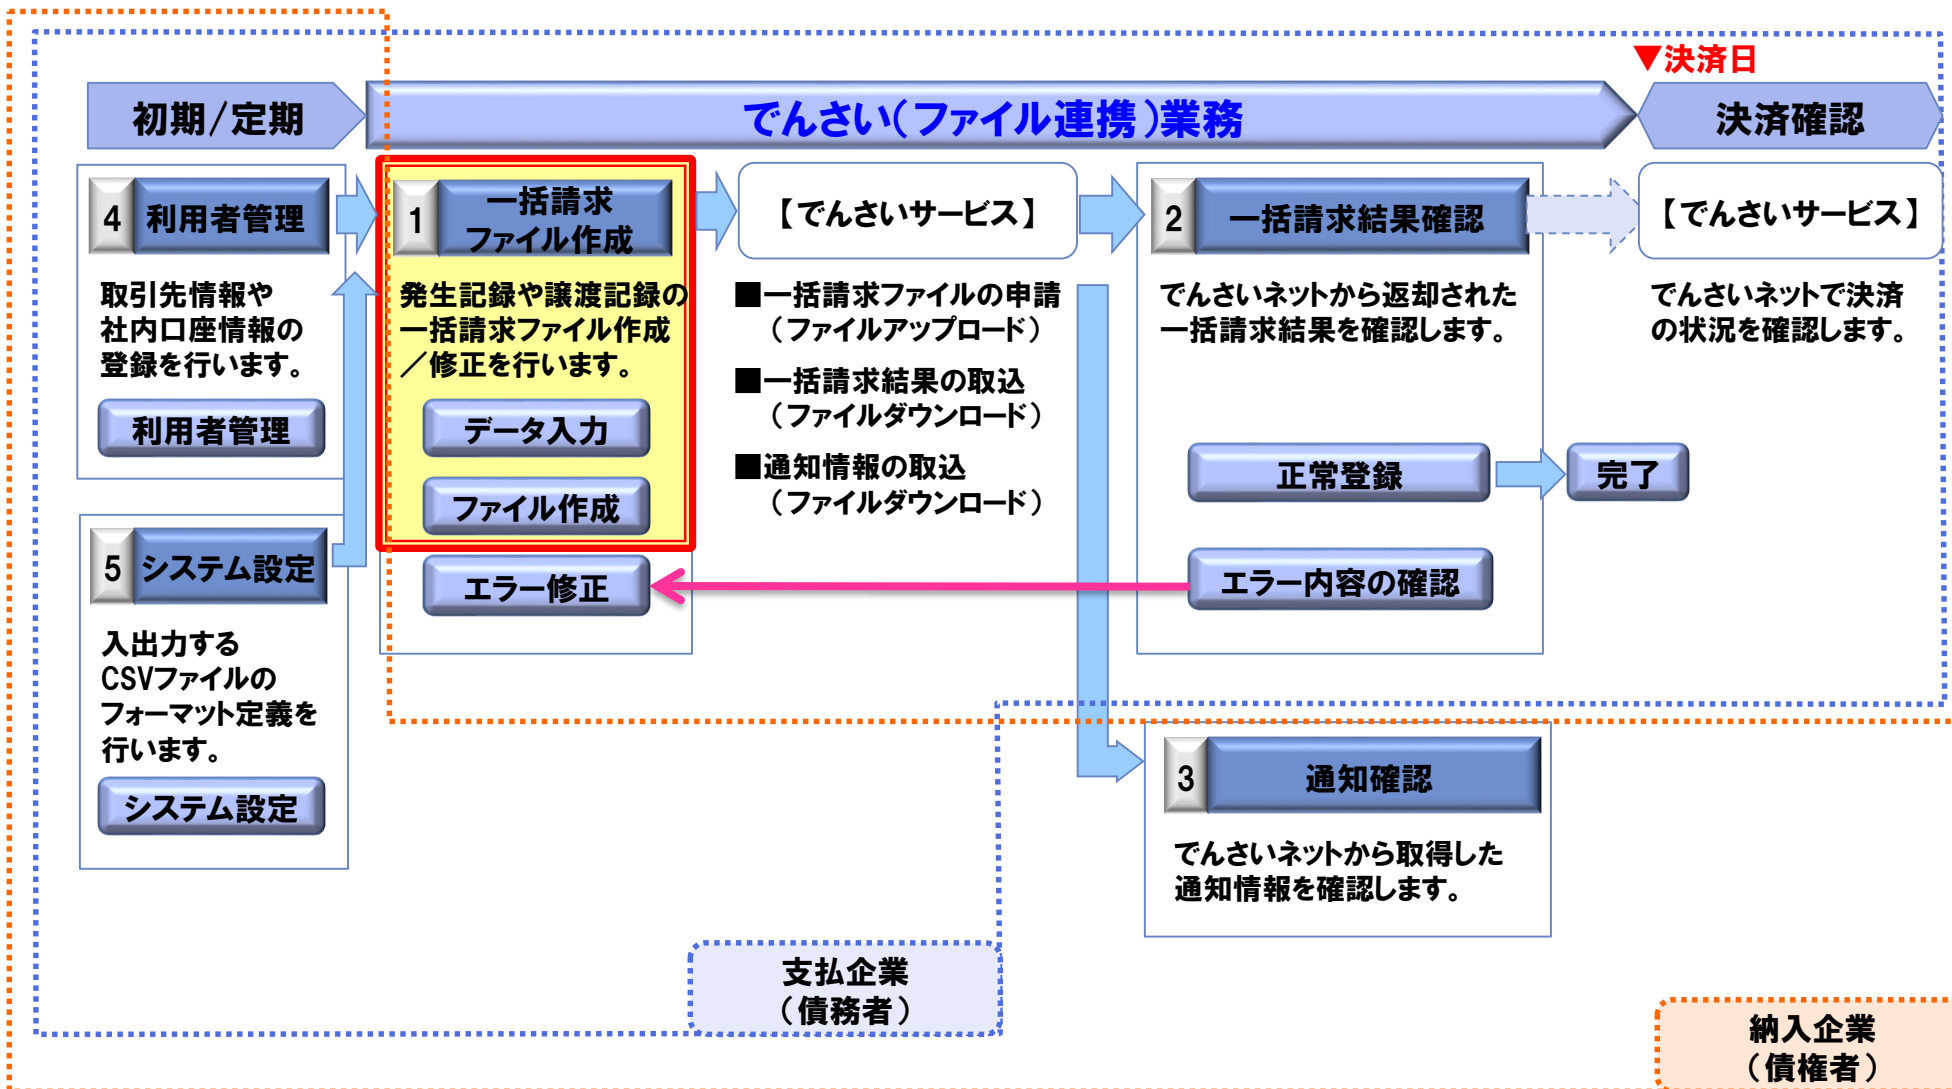 ▼決済日
初期/定期
でんさい(ファイル連携)業務
決済確認
4 利用者管理
取引先情報や
社内口座情報の
登録を行います。
利用者管理
5 システム設定
入出力する
CSVファイルの
フォーマット定義を
行います。
システム設定
1 一括請求
ファイル作成
発生記録や譲渡記録の
一括請求ファイル作成
／修正を行います。
データ入力
ファイル作成
エラー修正
【でんさいサービス】
■一括請求ファイルの申請
(ファイルアップロード)
■一括請求結果の取込
(ファイルダウンロード)
■通知情報の取込
(ファイルダウンロード)
2 一括請求結果確認
でんさいネットから返却された
一括請求結果を確認します。
正常登録
完了
エラー内容の確認
【でんさいサービス】
でんさいネットで決済
の状況を確認します。
3 通知確認
でんさいネットから取得した
通知情報を確認します。
支払企業
(債務者)
納入企業
(債権者)